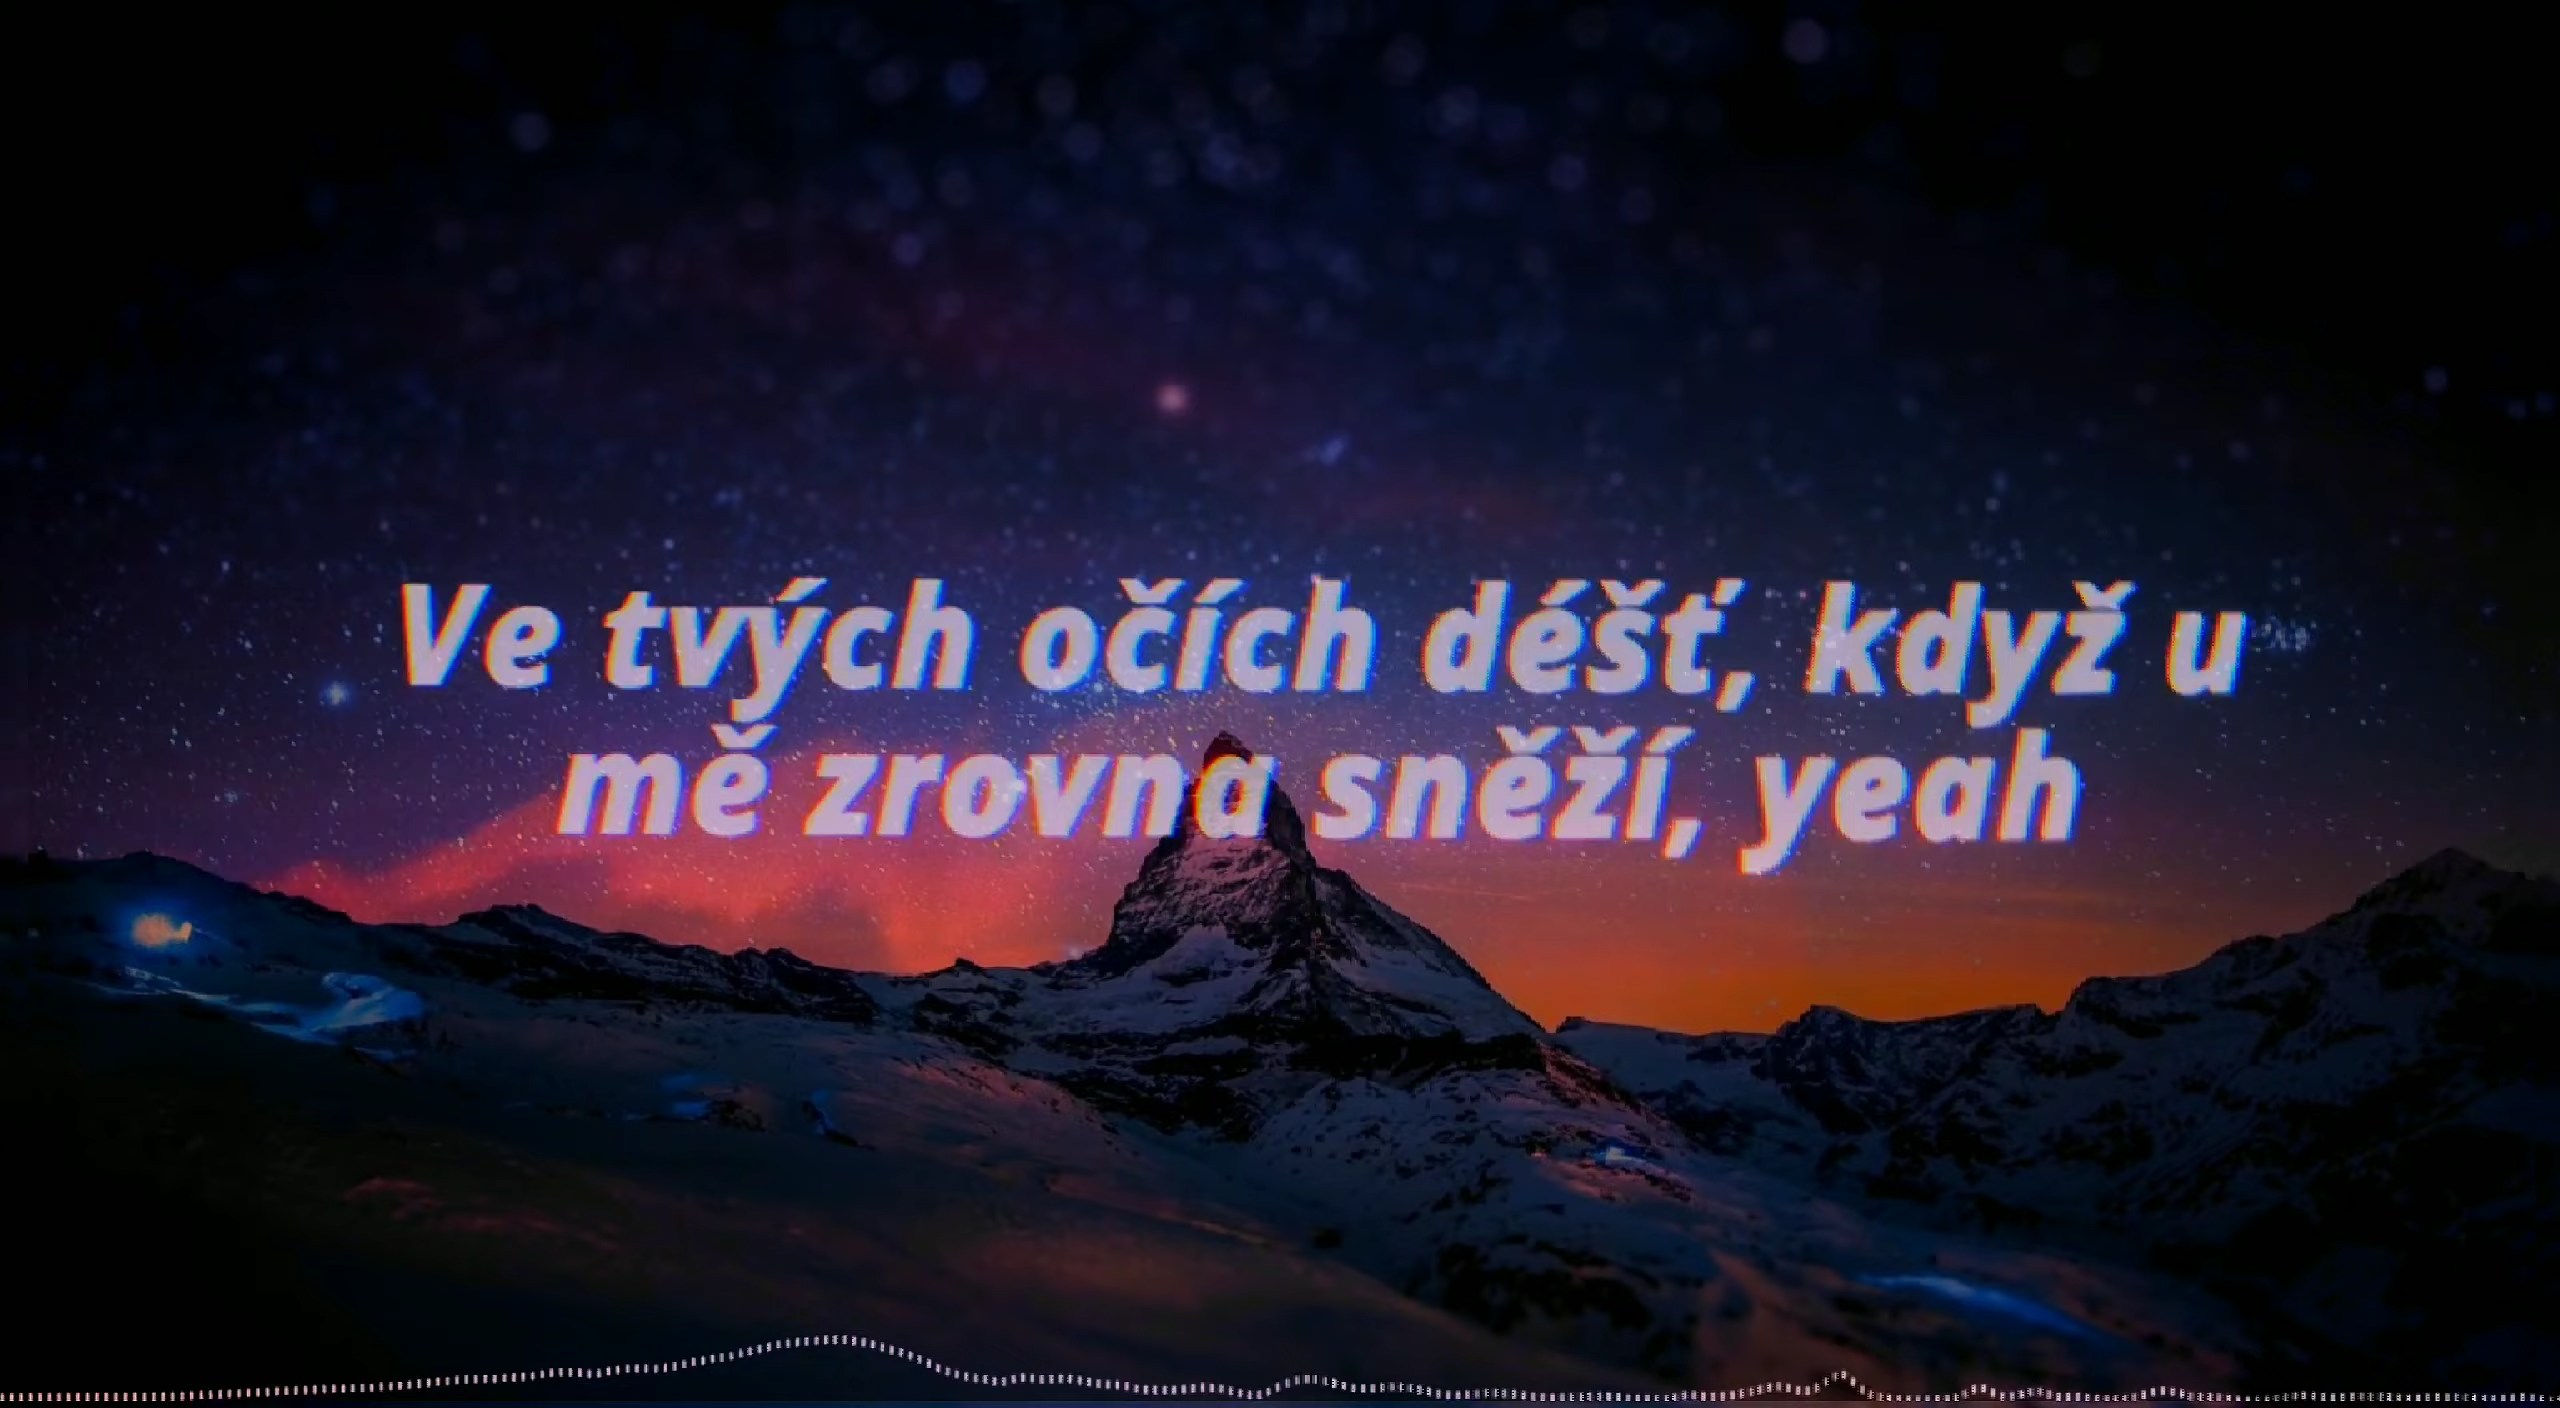 Ve tvých očích déšť, když u
mě zrovna sněží, yeah